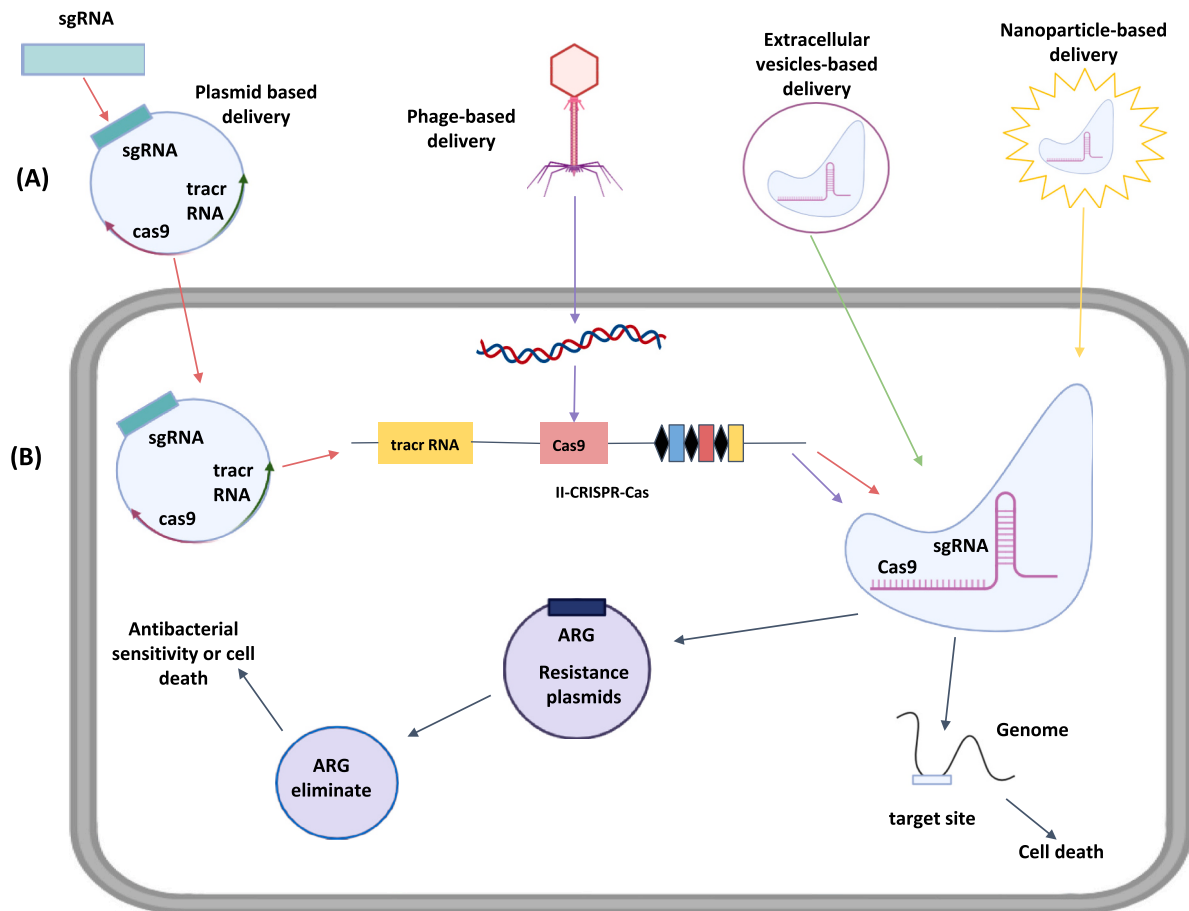 sgRNA
Plasmid based
delivery
sgRNA
tracr
RNA
cas9
Phage-based
delivery
Extracellular
vesicles-based
delivery
Nanoparticle-based
delivery
(A)
(B)
sgRNA
tracr
RNA
cas9
tracr RNA
Cas9
II-CRISPR-Cas
sgRNA
Cas9
ARG
Resistance
plasmids
ARG
eliminate
Antibacterial
sensitivity or cell
death
Genome
target site
Cell death